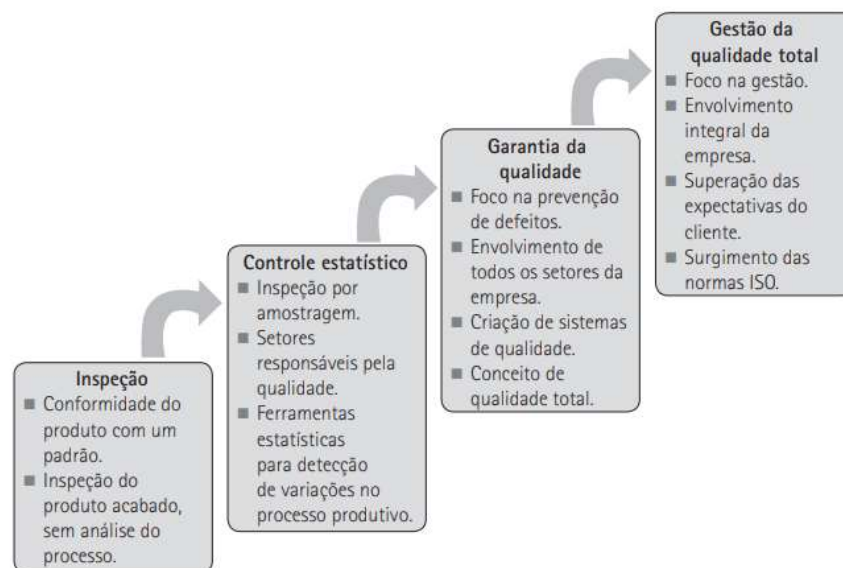 Inspeção
■ Conformidade do
produto com um
padrão.
■ Inspeção do
produto acabado,
sem análise do
processo.
Controle estatístico
■ Inspeção por
amostragem.
■ Setores
responsáveis pela
qualidade.
■ Ferramentas
estatísticas
para detecção
de variações no
processo produtivo.
Garantia da
qualidade
■ Foco na prevenção
de defeitos.
■ Envolvimento de
todos os setores da
empresa.
■ Criação de sistemas
de qualidade.
■ Conceito de
qualidade total.
Gestão da
qualidade total
■ Foco na gestão.
■ Envolvimento
integral da
empresa.
■ Superação das
expectativas do
cliente.
■ Surgimento das
normas ISO.